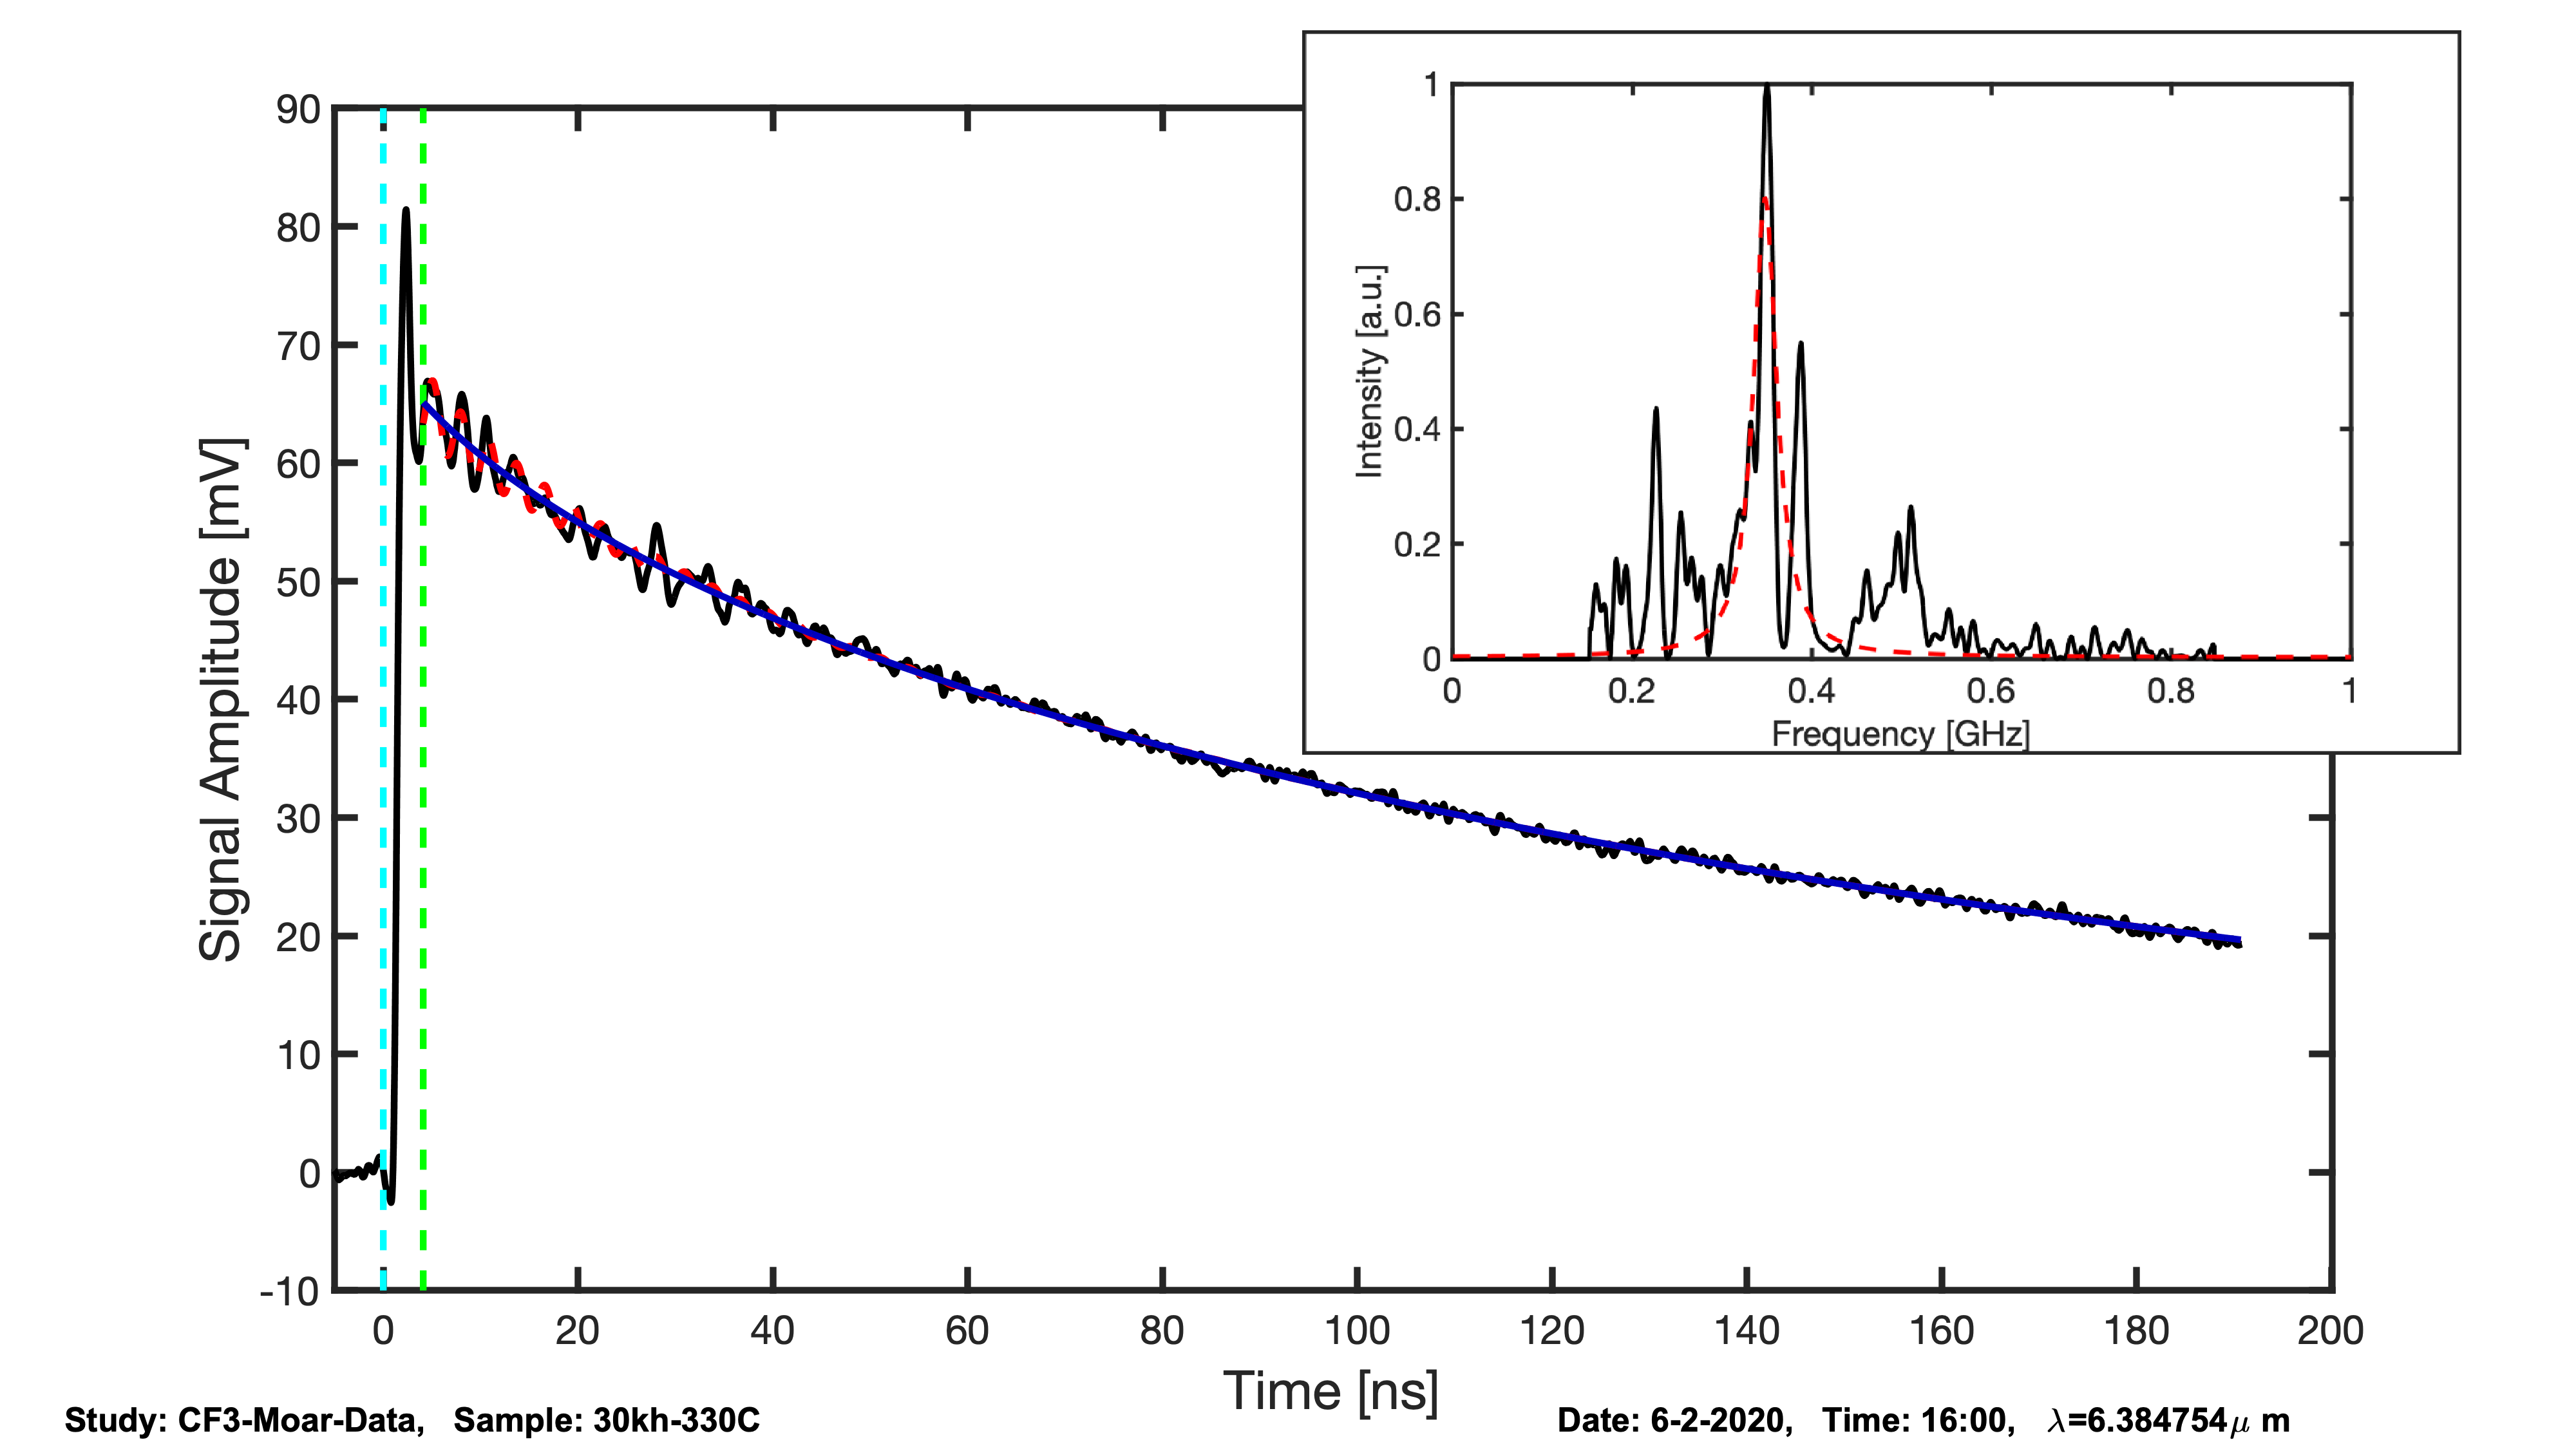 90
80
70
60
50
40
30
20
10
0
-10
Signal Amplitude [mV]
0 20 40 60 80 100 120 140 160 180 200
Time [ns]
1
0.8
0.6
0.4
0.2
0
Intensity [a.u.]
0 0.2 0.4 0.6 0.8 1
Frequency [GHz]
Study: CF3-Moar-Data, Sample: 30kh-330C
Date: 6-2-2020, Time: 16:00, λ=6.384754μ m